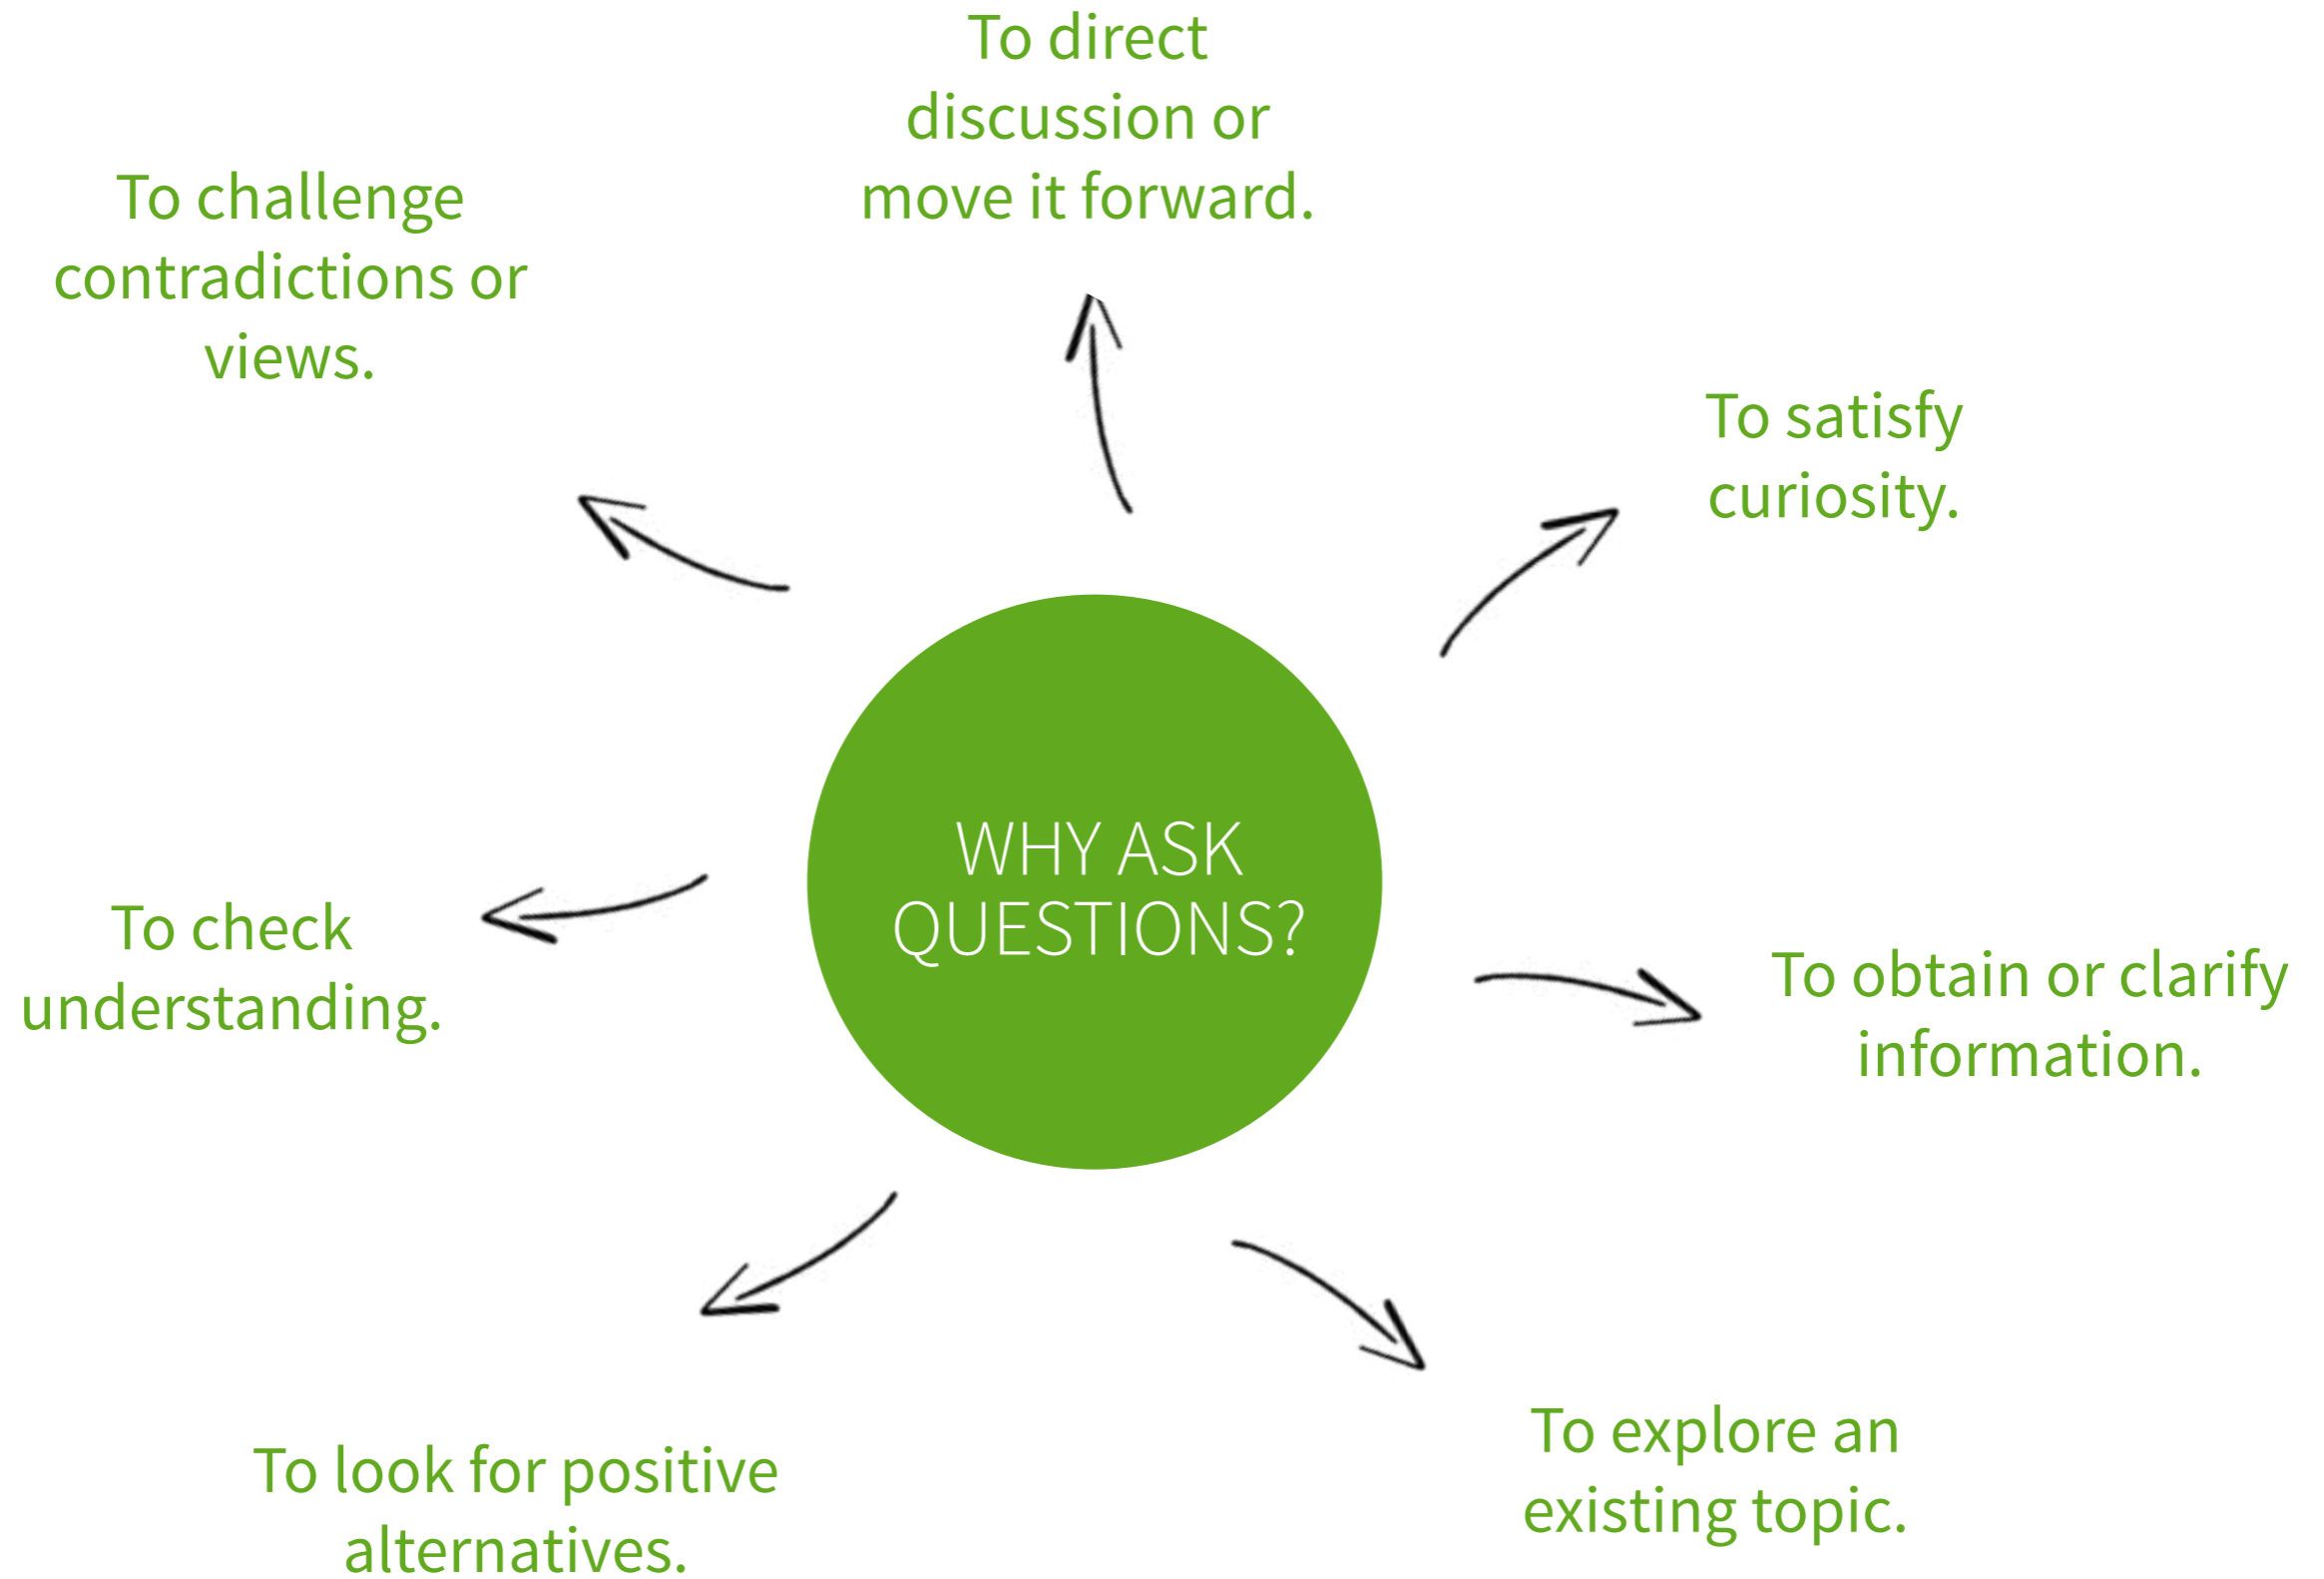 To direct
discussion or
move it forward.
To challenge
contradictions or
views.
To satisfy
curiosity.
WHY ASK
QUESTIONS?
To check
understanding.
To obtain or clarify
information.
To look for positive
alternatives.
To explore an
existing topic.